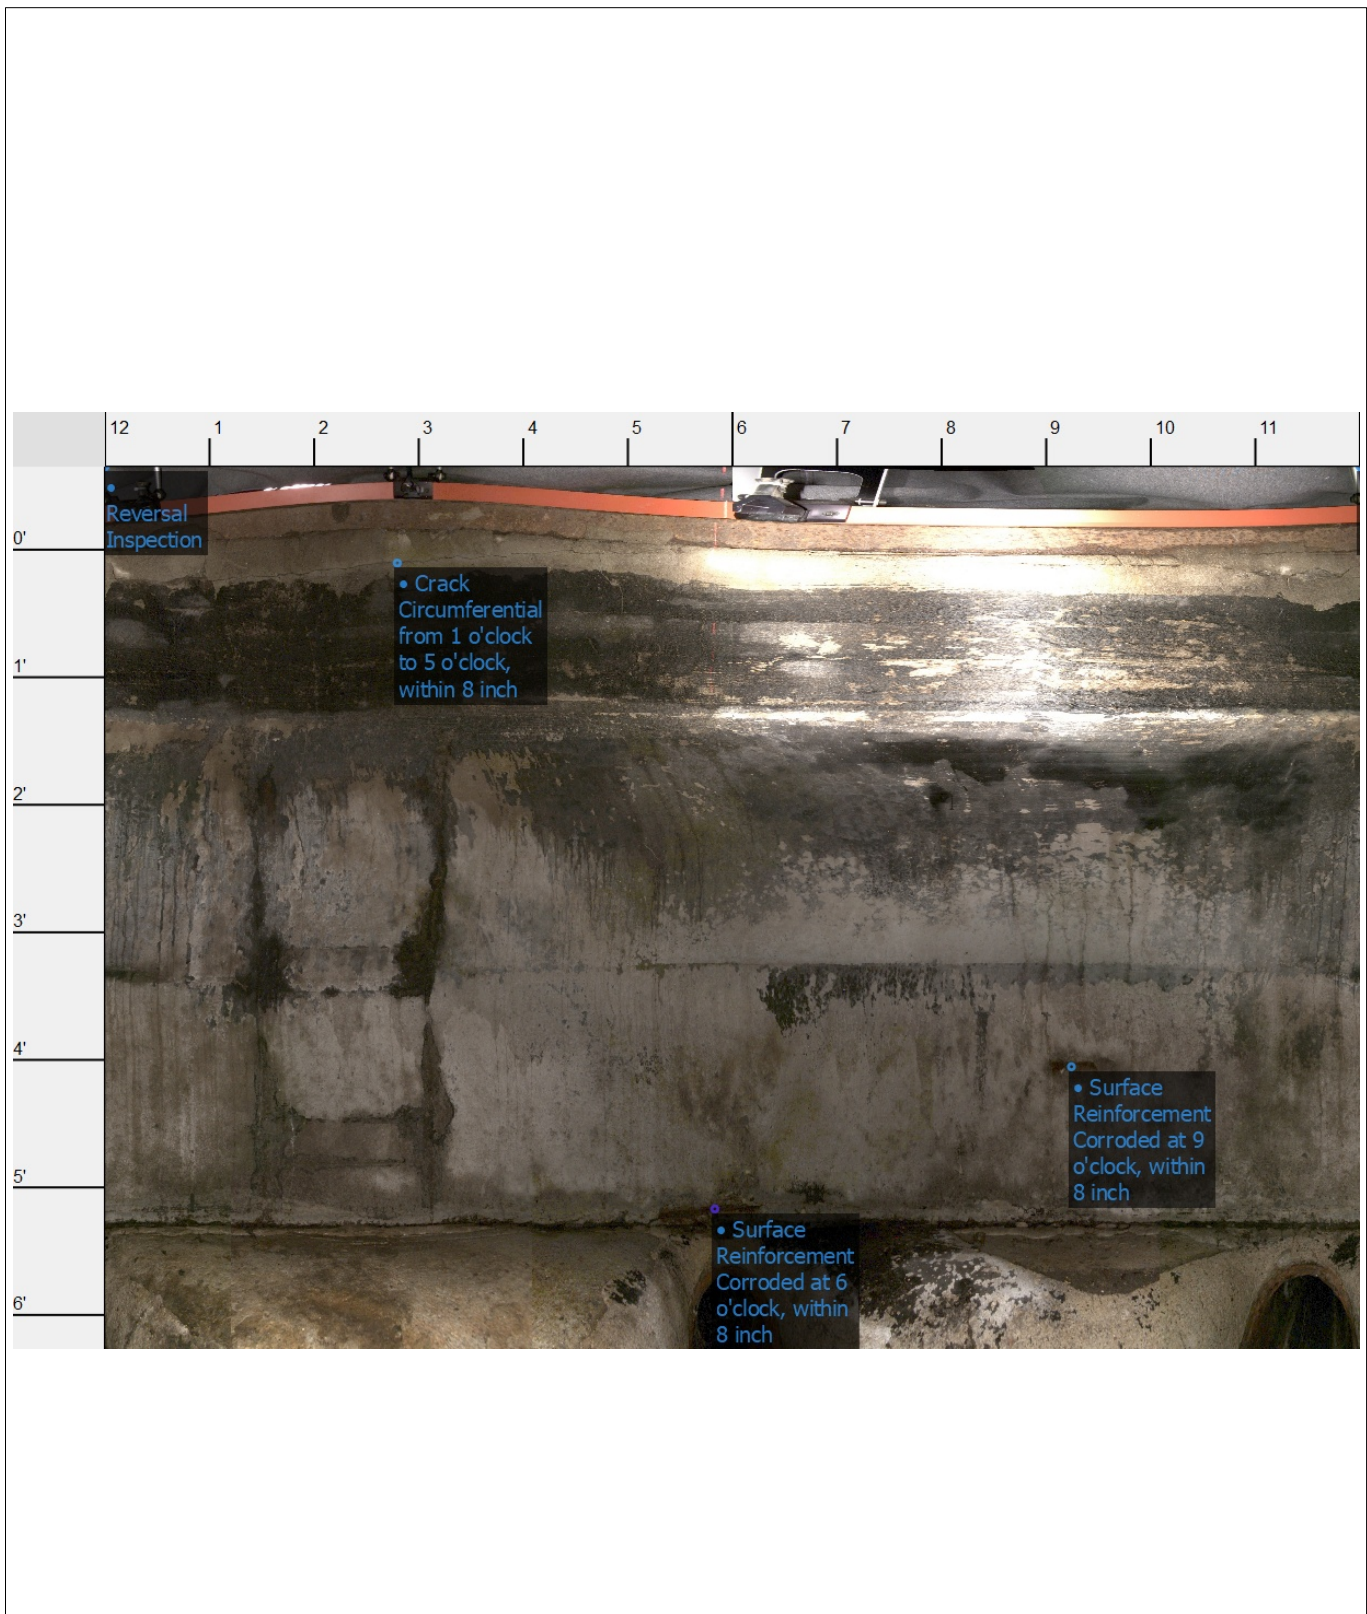 12 1 2 3 4 5 6 7 8 9 10 11
• Reversal
Inspection
0'
• Crack
Circumferential
from 1 o'clock
to 5 o'clock,
within 8 inch
1'
2'
3'
4'
• Surface
Reinforcement
Corroded at 9
o'clock, within
8 inch
5'
• Surface
Reinforcement
Corroded at 6
o'clock, within
8 inch
6'